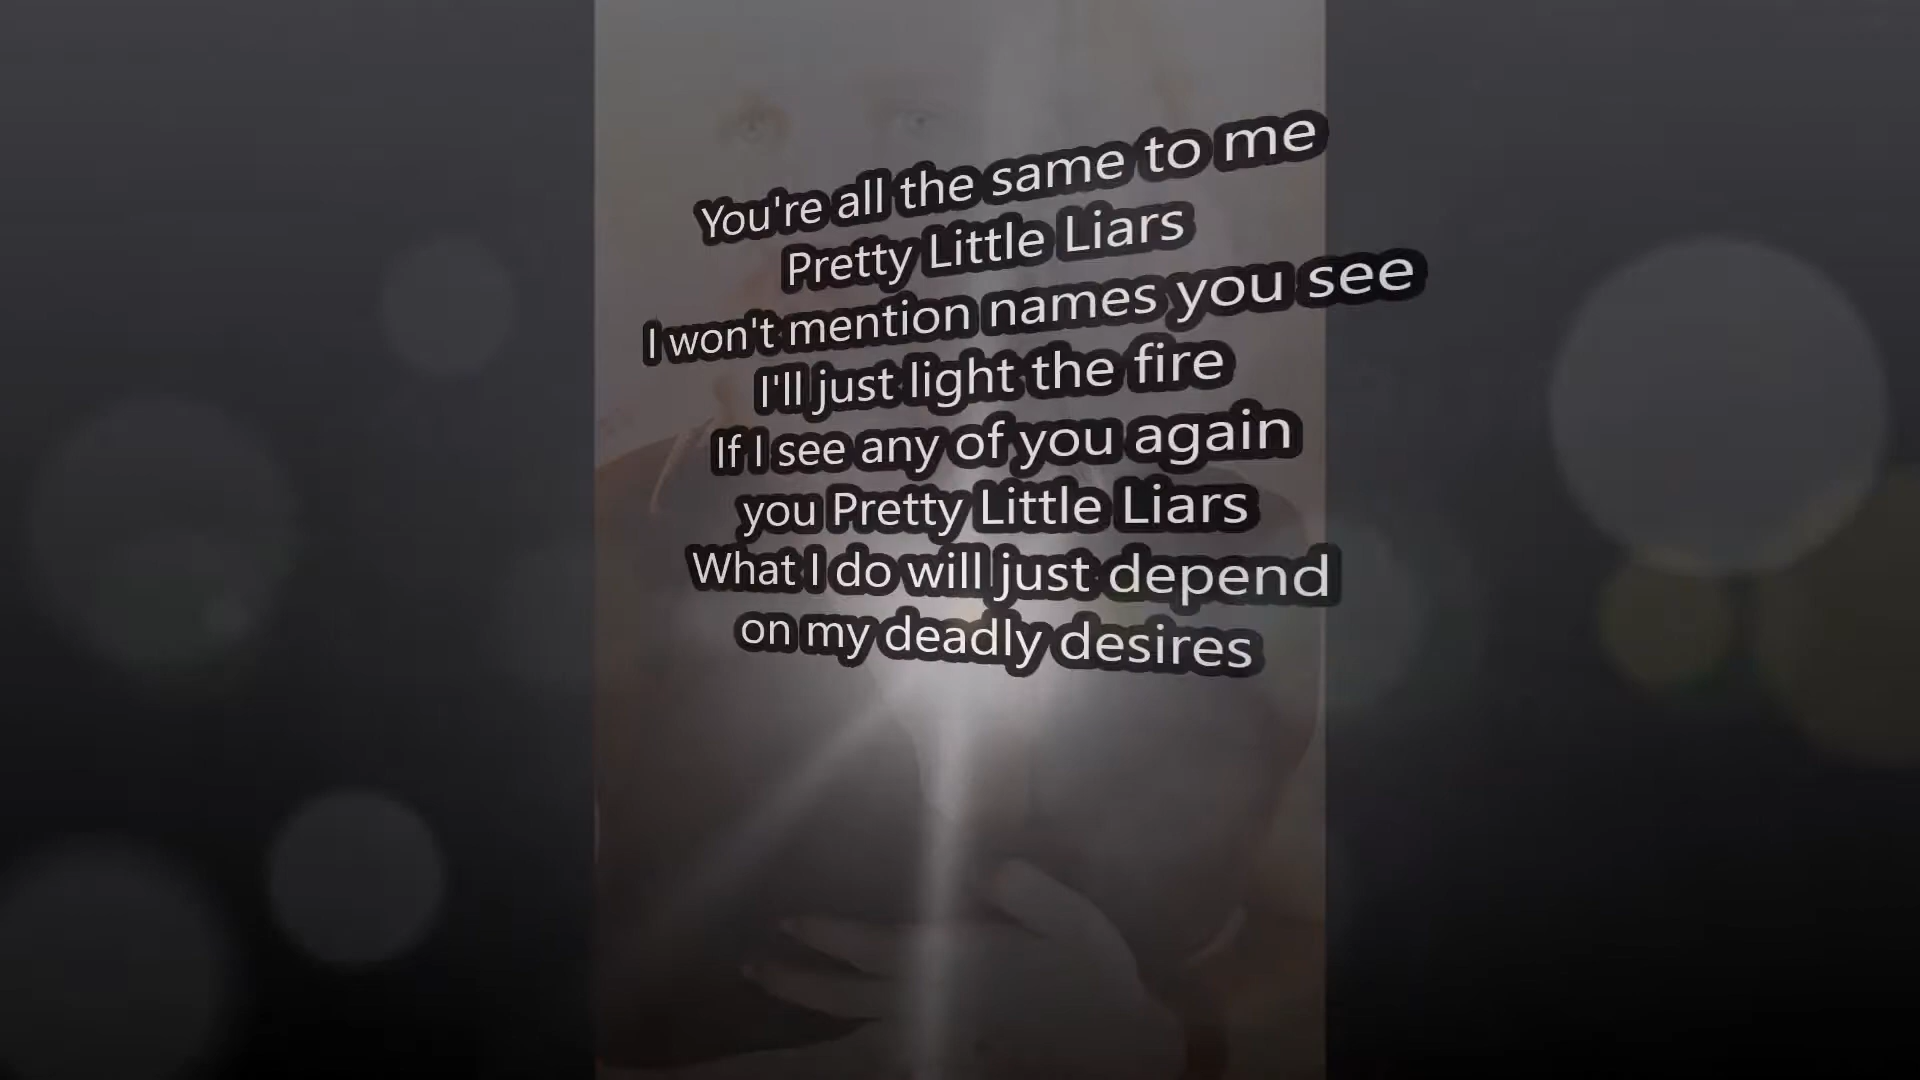 You're all the same to me
Pretty Little Liars
I won't mention names you see
I'll just light the fire
If I see any of you again
you Pretty Little Liars
What I do will just depend
on my deadly desires